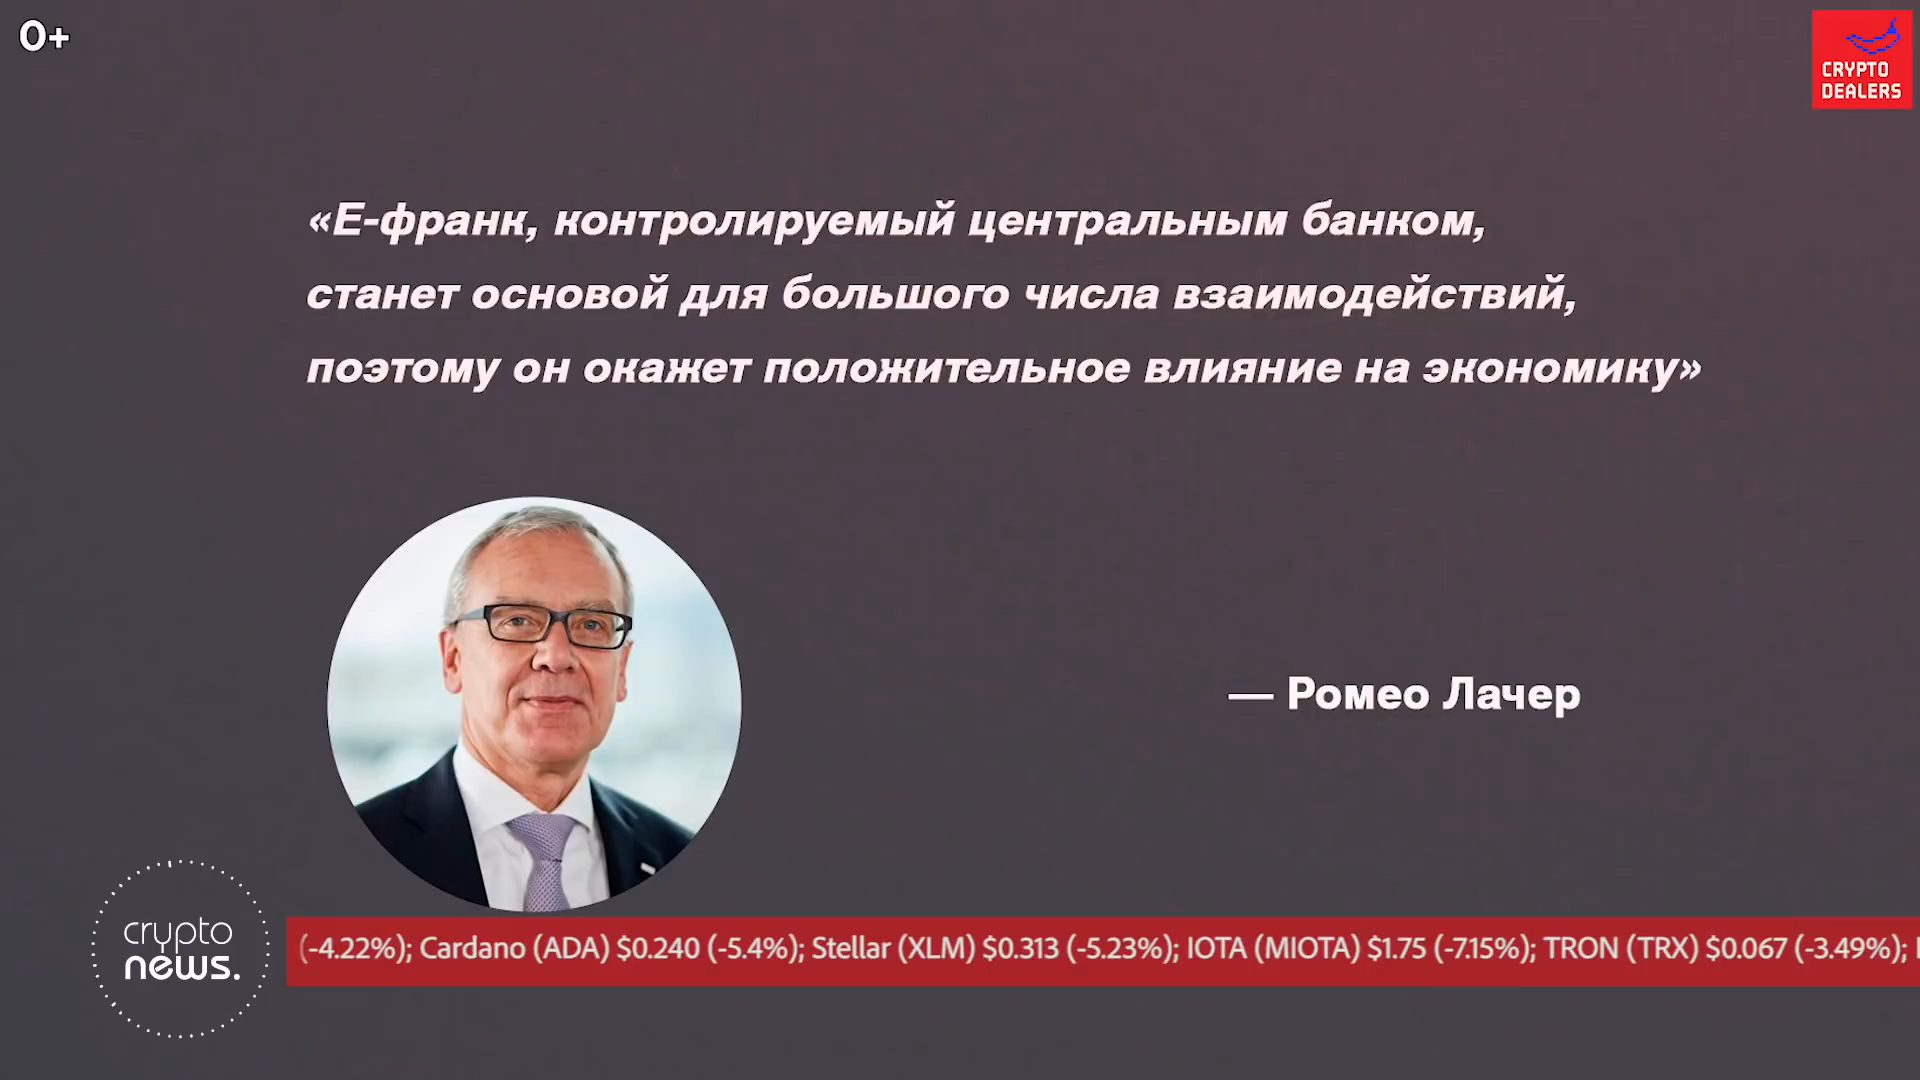 0+
CRYPTO
DEALERS
«Е-франк, контролируемый центральным банком,
станет основой для большого числа взаимодействий,
поэтому он окажет положительное влияние на экономику»
— Ромео Лачер
crypto
news.
(-4.22%); Cardano (ADA) $0.240 (-5.4%); Stellar (XLM) $0.313 (-5.23%); IOTA (MIOTA) $1.75 (-7.15%); TRON (TRX) $0.067 (-3.49%);